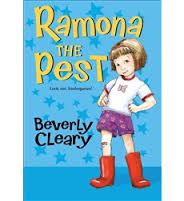 Ramona
THE
PesT
Look out, kindergarten!
Beverly
Cleary